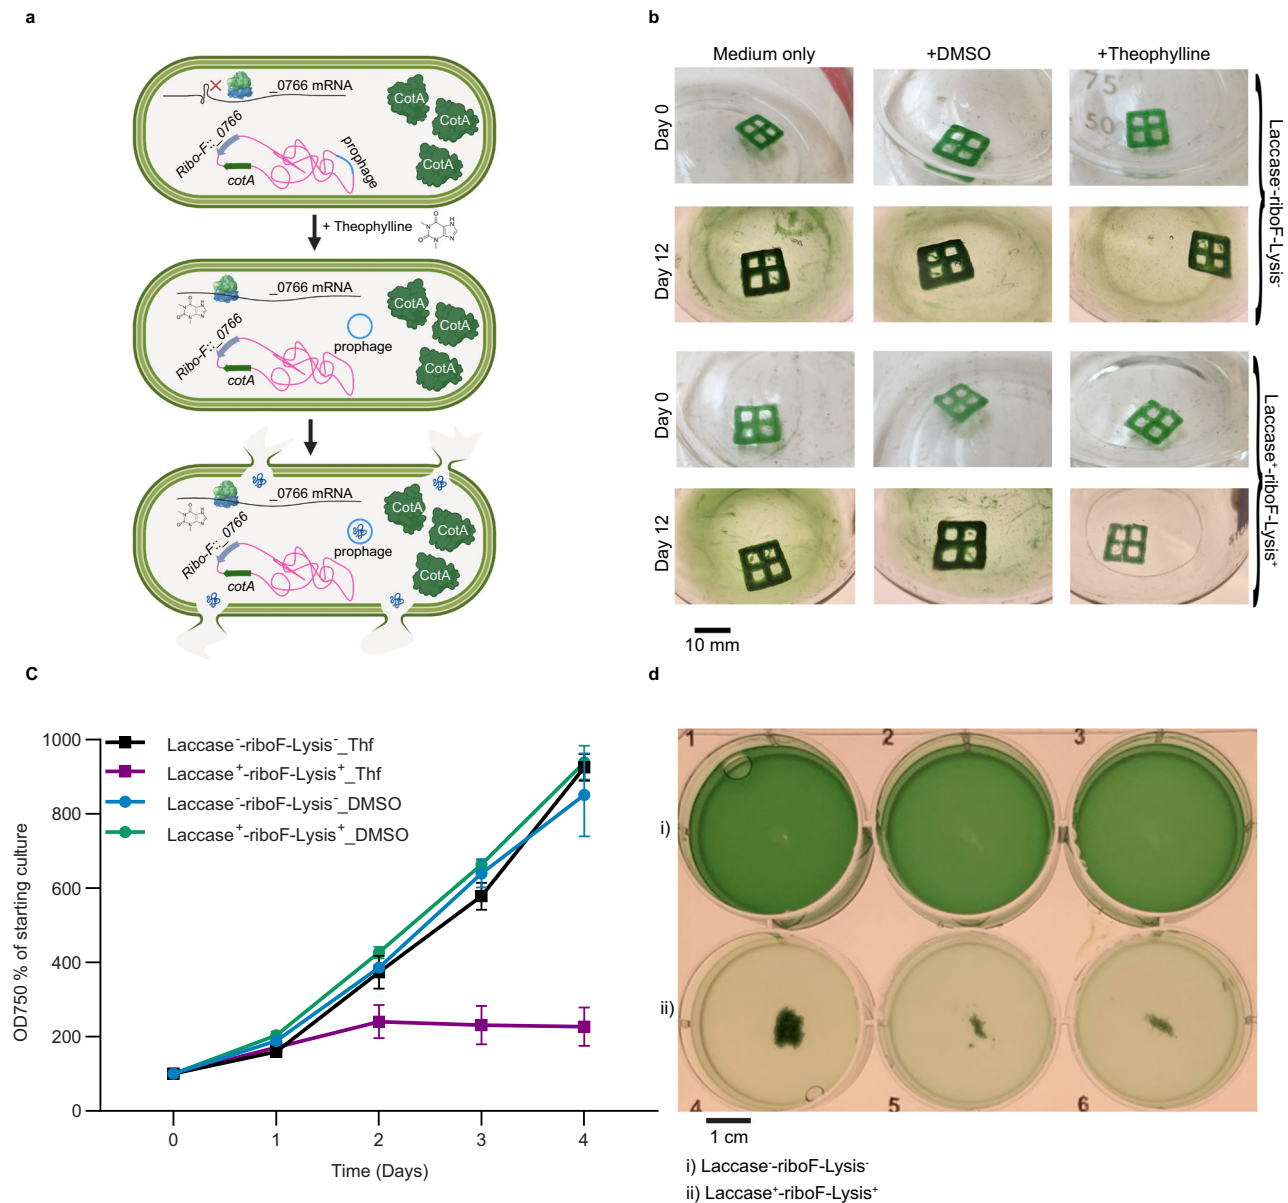 a
_0766 mRNA
CotA
CotA
CotA
Ribo-F::_0766
cotA
prophage
+ Theophylline
_0766 mRNA
CotA
CotA
CotA
Ribo-F::_0766
cotA
prophage
_0766 mRNA
CotA
CotA
CotA
Ribo-F::_0766
cotA
prophage
b
Medium only
+DMSO
+Theophylline
Day 0
75
50
Day 12
Laccase⁻-riboF-Lysis⁻
Day 0
Day 12
Laccase⁺-riboF-Lysis⁺
10 mm
C
OD750 % of starting culture
1000
800
600
400
200
0
Laccase⁻-riboF-Lysis⁻_Thf
Laccase⁺-riboF-Lysis⁺_Thf
Laccase⁻-riboF-Lysis⁻_DMSO
Laccase⁺-riboF-Lysis⁺_DMSO
0 1 2 3 4
Time (Days)
d
1 2 3
i)
ii)
4 5 6
1 cm
i) Laccase⁻-riboF-Lysis⁻
ii) Laccase⁺-riboF-Lysis⁺